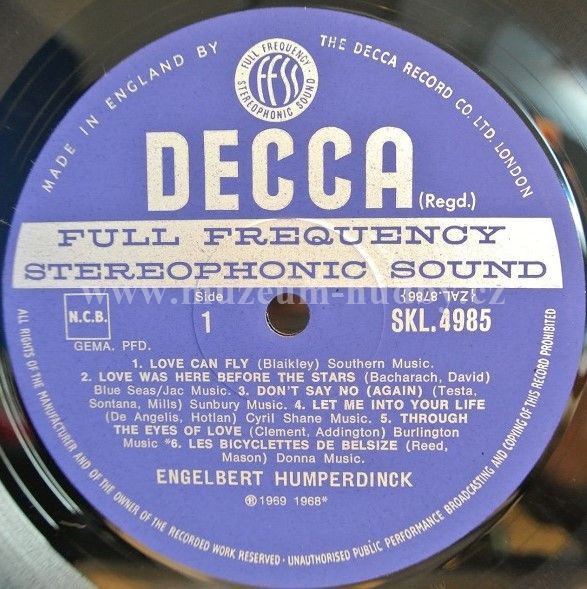 MADE IN ENGLAND BY THE DECCA RECORD CO. LTD. LONDON
FULL FREQUENCY · STEREOPHONIC SOUND
FFSS
DECCA (Regd.)
FULL FREQUENCY
STEREOPHONIC SOUND
N.C.B.
Side
1
{ZAL.8786}
SKL.4985
GEMA. PFD.
1. LOVE CAN FLY (Blaikley) Southern Music.
2. LOVE WAS HERE BEFORE THE STARS (Bacharach, David)
Blue Seas/Jac Music. 3. DON'T SAY NO (AGAIN) (Testa,
Sontana, Mills) Sunbury Music. 4. LET ME INTO YOUR LIFE
(De Angelis, Hotlan) Cyril Shane Music. 5. THROUGH
THE EYES OF LOVE (Clement, Addington) Burlington
Music *6. LES BICYCLETTES DE BELSIZE (Reed,
Mason) Donna Music.
ENGELBERT HUMPERDINCK
℗1969 1968*
ALL RIGHTS OF THE MANUFACTURER AND OF THE OWNER OF THE RECORDED WORK RESERVED · UNAUTHORISED PUBLIC PERFORMANCE BROADCASTING AND COPYING OF THIS RECORD PROHIBITED